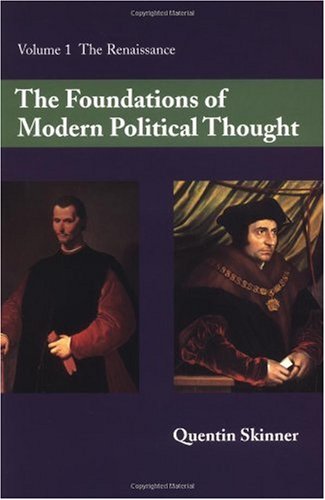 Volume 1 The Renaissance
The Foundations of
Modern Political Thought
Quentin Skinner